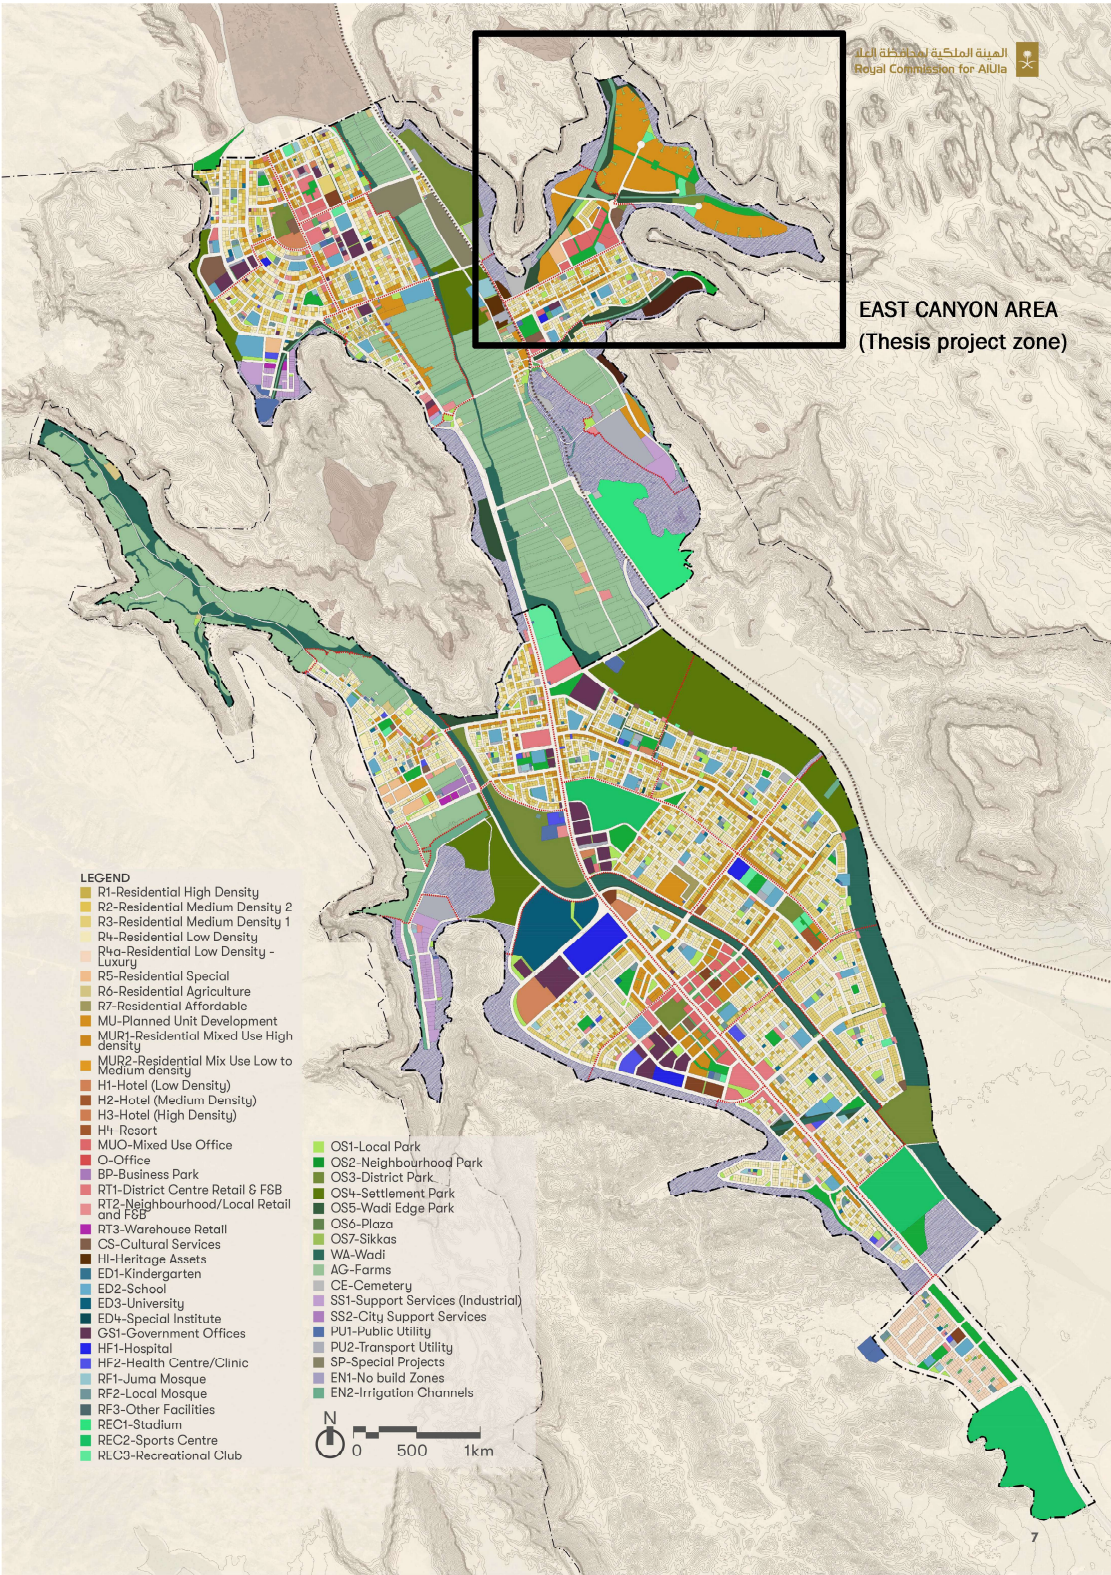 الهيئة الملكية لمحافظة العلا
Royal Commission for AlUla
EAST CANYON AREA
(Thesis project zone)
LEGEND
R1-Residential High Density
R2-Residential Medium Density 2
R3-Residential Medium Density 1
R4-Residential Low Density
R4a-Residential Low Density -
Luxury
R5-Residential Special
R6-Residential Agriculture
R7-Residential Affordable
MU-Planned Unit Development
MUR1-Residential Mixed Use High
density
MUR2-Residential Mix Use Low to
Medium density
H1-Hotel (Low Density)
H2-Hotel (Medium Density)
H3-Hotel (High Density)
H4-Resort
MUO-Mixed Use Office
O-Office
BP-Business Park
RT1-District Centre Retail & F&B
RT2-Neighbourhood/Local Retail
and F&B
RT3-Warehouse Retail
CS-Cultural Services
HI-Heritage Assets
ED1-Kindergarten
ED2-School
ED3-University
ED4-Special Institute
GS1-Government Offices
HF1-Hospital
HF2-Health Centre/Clinic
RF1-Juma Mosque
RF2-Local Mosque
RF3-Other Facilities
REC1-Stadium
REC2-Sports Centre
REC3-Recreational Club
OS1-Local Park
OS2-Neighbourhood Park
OS3-District Park
OS4-Settlement Park
OS5-Wadi Edge Park
OS6-Plaza
OS7-Sikkas
WA-Wadi
AG-Farms
CE-Cemetery
SS1-Support Services (Industrial)
SS2-City Support Services
PU1-Public Utility
PU2-Transport Utility
SP-Special Projects
EN1-No build Zones
EN2-Irrigation Channels
N
0 500 1km
7